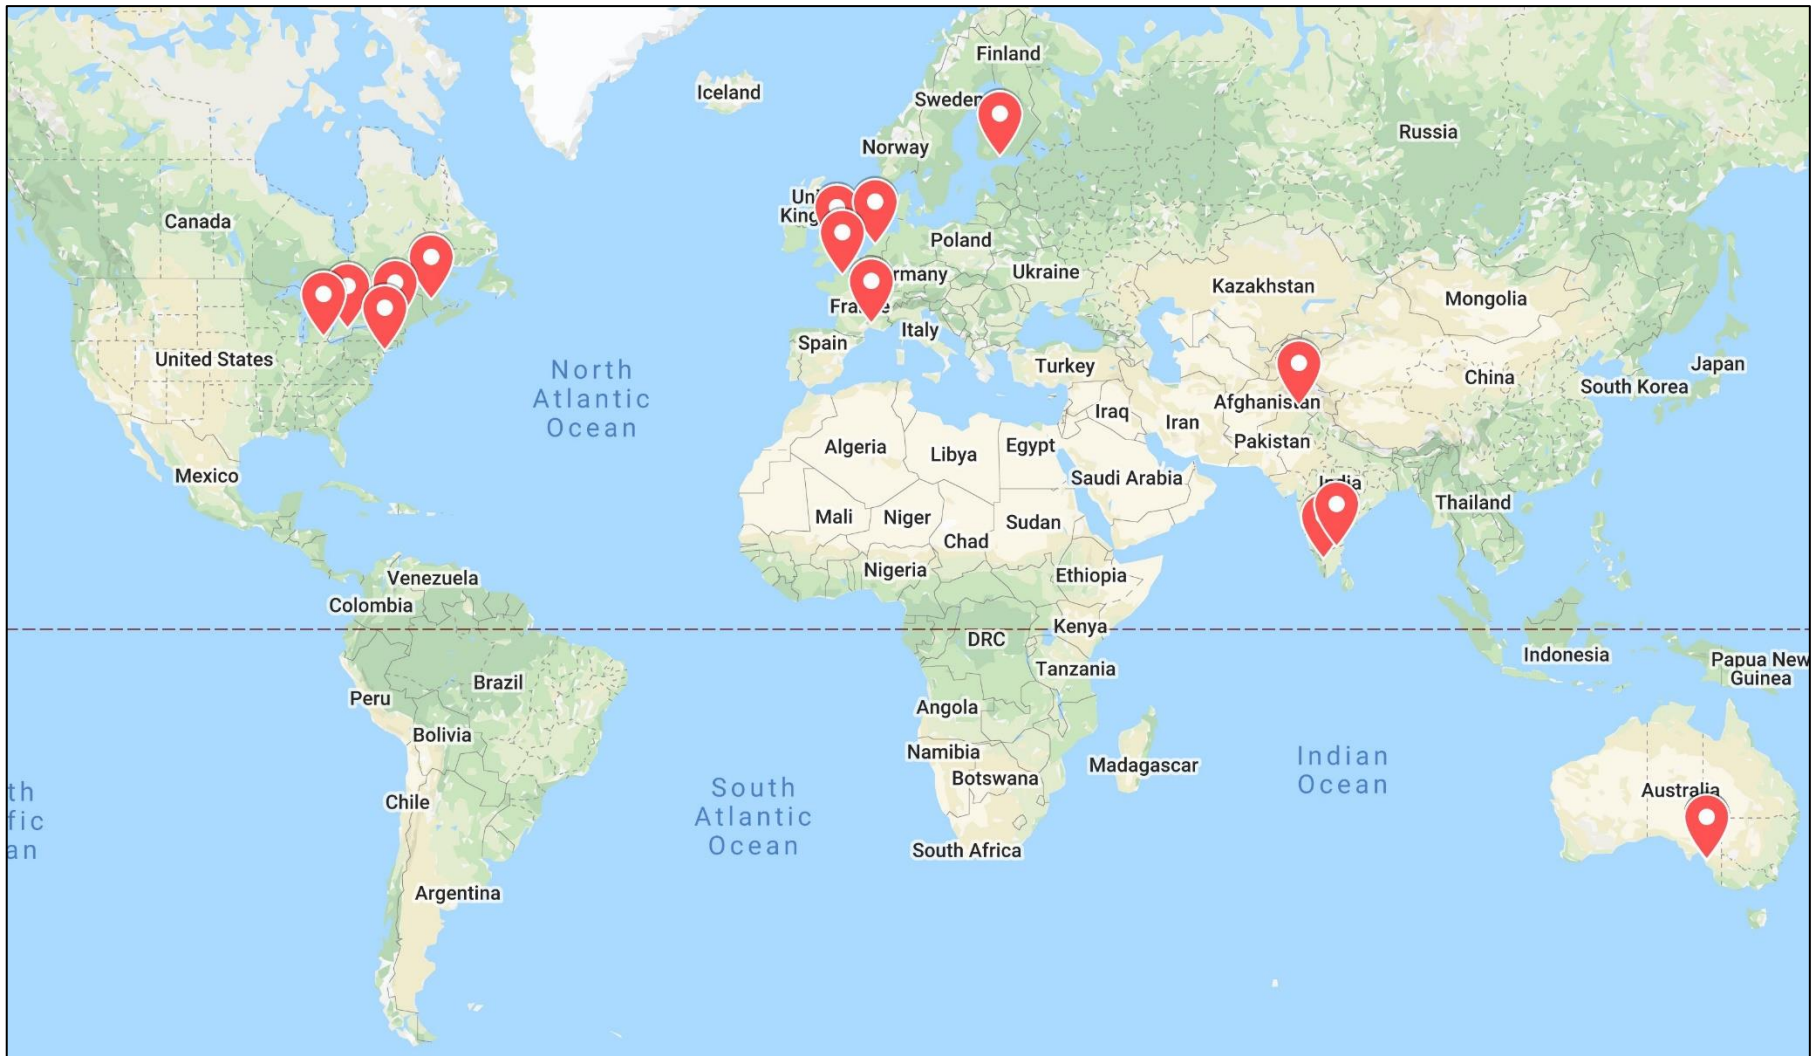 Finland
Iceland
Sweden
Russia
Norway
Canada
Poland
Ukraine
Kazakhstan
Mongolia
Italy
Spain
United States
Turkey
Japan
China
South Korea
North
Atlantic
Ocean
Afghanistan
Iraq
Iran
Pakistan
Algeria
Libya
Egypt
Mexico
Saudi Arabia
India
Thailand
Mali
Niger
Sudan
Chad
Nigeria
Ethiopia
Venezuela
Colombia
Kenya
DRC
Indonesia
Papua New
Guinea
Tanzania
Brazil
Peru
Angola
Bolivia
Namibia
Botswana
Madagascar
Indian
Ocean
South
Atlantic
Ocean
Chile
Australia
South Africa
Argentina